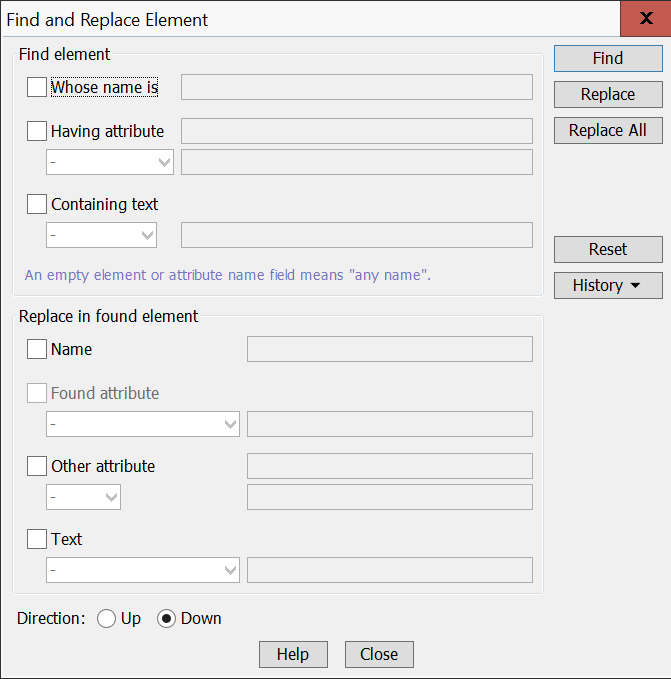 Find and Replace Element
X
Find element
Find
Whose name is
Replace
Having attribute
Replace All
-
Containing text
-
Reset
An empty element or attribute name field means "any name".
History
Replace in found element
Name
Found attribute
-
Other attribute
-
Text
-
Direction: Up Down
Help Close